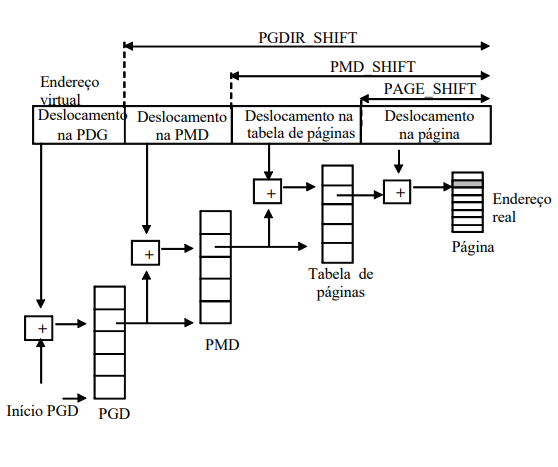 PGDIR_SHIFT
PMD_SHIFT
PAGE_SHIFT
Endereço
virtual
Deslocamento
na PDG
Deslocamento
na PMD
Deslocamento na
tabela de páginas
Deslocamento
na página
+
+
+
+
Endereço
real
Página
Tabela de
páginas
PMD
Início PGD
PGD